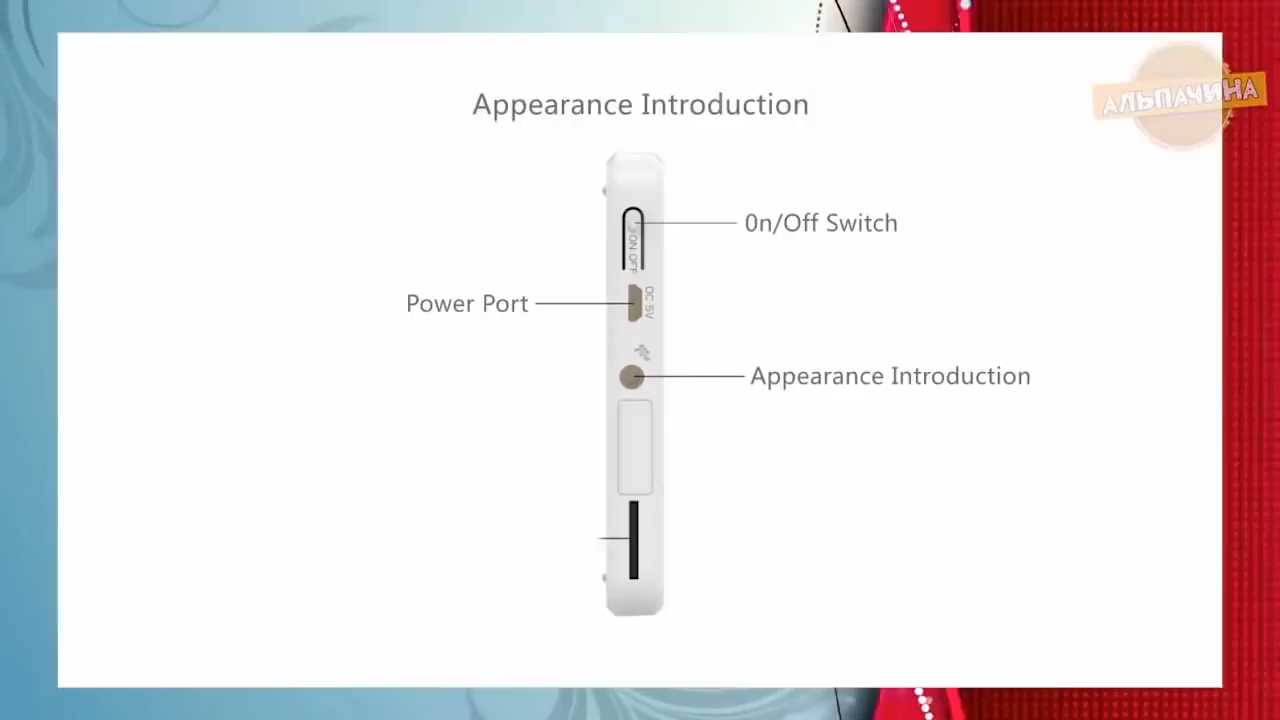 Appearance Introduction
АЛЬПАЧИНА
0n/Off Switch
ON OFF
Power Port
DC 5V
Appearance Introduction